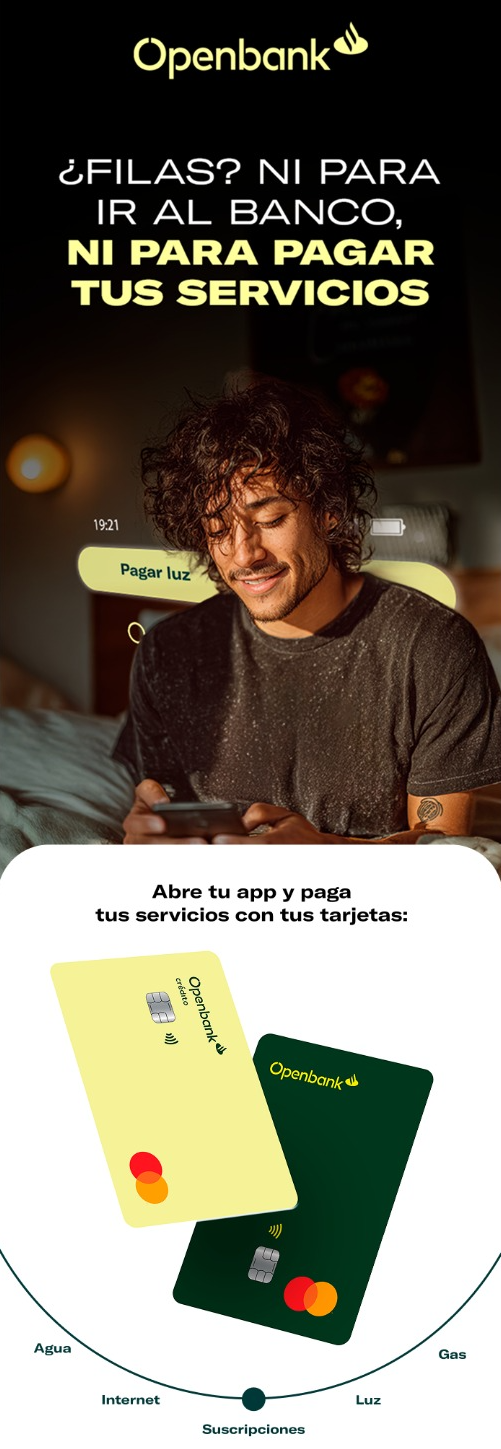 Openbank
¿FILAS? NI PARA
IR AL BANCO,
NI PARA PAGAR
TUS SERVICIOS
19:21
Pagar luz
Abre tu app y paga
tus servicios con tus tarjetas:
Openbank
crédito
Openbank
Agua
Gas
Internet
Luz
Suscripciones